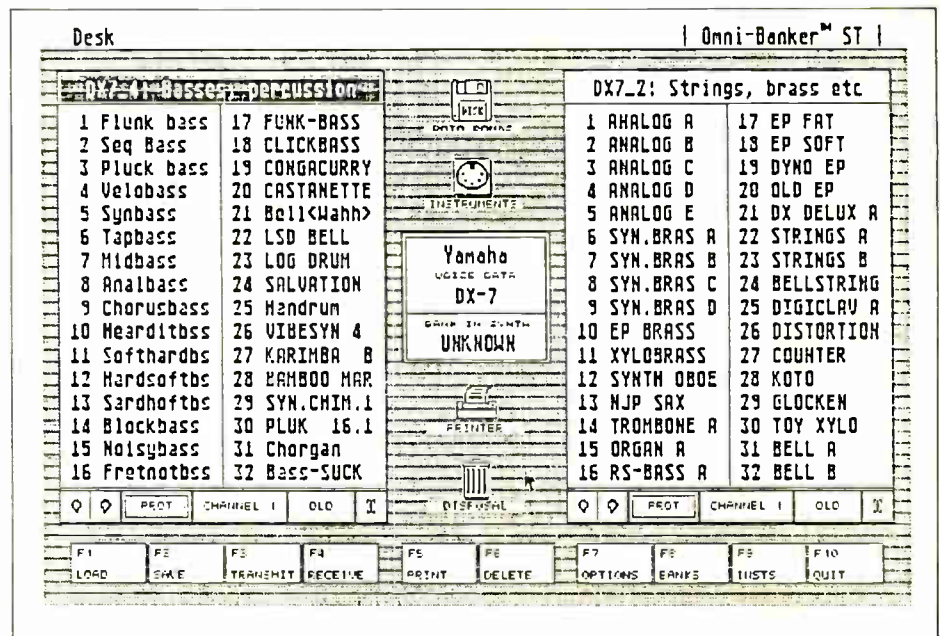 Desk
Omni-Banker™ ST
DX7_4: Basses, percussion
1 Flunk bass
2 Seq Bass
3 Pluck bass
4 Velobass
5 Synbass
6 Tapbass
7 Midbass
8 Analbass
9 Chorusbass
10 Hearditbss
11 Softhardbs
12 Hardsoftbs
13 Sardhoftbs
14 Blockbass
15 Noisybass
16 Fretnotbss
17 FUNK-BASS
18 CLICKBASS
19 CONGACURRY
20 CASTANETTE
21 Bell<Wahh>
22 LSD BELL
23 LOG DRUM
24 SALVATION
25 Handrum
26 VIBESYN 4
27 KARIMBA B
28 BAMBOO MAR
29 SYN.CHIM.1
30 PLUK 16.1
31 Chorgan
32 Bass-SUCK
PROT
CHANNEL 1
OLD
DISK
DATA BANKS
INSTRUMENTS
Yamaha
VOICE DATA
DX-7
BANK IN SYNTH
UNKNOWN
PRINTER
DISPOSAL
DX7_2: Strings, brass etc
1 ANALOG A
2 ANALOG B
3 ANALOG C
4 ANALOG D
5 ANALOG E
6 SYN.BRAS A
7 SYN.BRAS B
8 SYN.BRAS C
9 SYN.BRAS D
10 EP BRASS
11 XYLOBRASS
12 SYNTH OBOE
13 NJP SAX
14 TROMBONE A
15 ORGAN A
16 RS-BASS A
17 EP FAT
18 EP SOFT
19 DYNO EP
20 OLD EP
21 DX DELUX A
22 STRINGS A
23 STRINGS B
24 BELLSTRING
25 DIGICLAV A
26 DISTORTION
27 COUNTER
28 KOTO
29 GLOCKEN
30 TOY XYLO
31 BELL A
32 BELL B
PROT
CHANNEL 1
OLD
F1
LOAD
F2
SAVE
F3
TRANSMIT
F4
RECEIVE
F5
PRINT
F6
DELETE
F7
OPTIONS
F8
BANKS
F9
INSTS
F10
QUIT